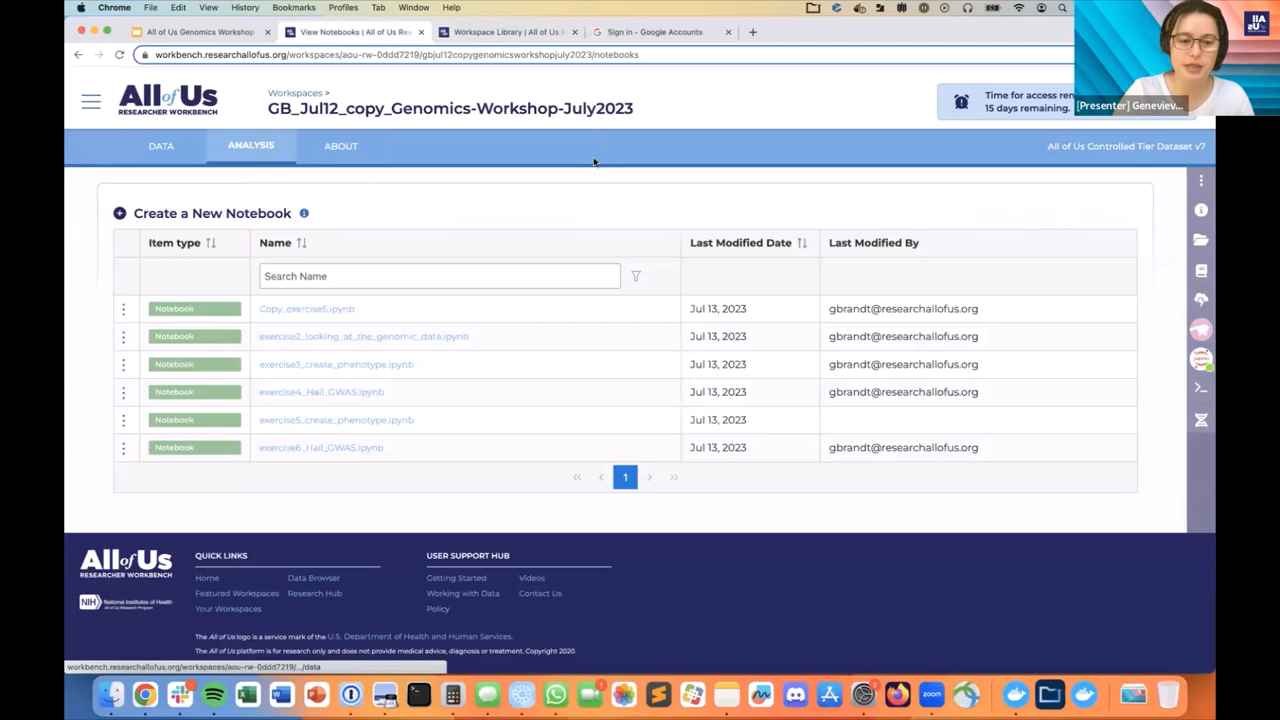 Chrome File Edit View History Bookmarks Profiles Tab Window Help
All of Us Genomics Workshop
View Notebooks | All of Us Re
Workspace Library | All of Us R
Sign in - Google Accounts
workbench.researchallofus.org/workspaces/aou-rw-0ddd7219/gbjul12copygenomicsworkshopjuly2023/notebooks
All of Us
RESEARCHER WORKBENCH
Workspaces >
GB_Jul12_copy_Genomics-Workshop-July2023
Time for access ren
15 days remaining.
[Presenter] Geneviev...
DATA ANALYSIS ABOUT
All of Us Controlled Tier Dataset v7
Create a New Notebook
Item type Name Last Modified Date Last Modified By
Search Name
Notebook Copy_exercise5.ipynb Jul 13, 2023 gbrandt@researchallofus.org
Notebook exercise2_looking_at_the_genomic_data.ipynb Jul 13, 2023 gbrandt@researchallofus.org
Notebook exercise3_create_phenotype.ipynb Jul 13, 2023 gbrandt@researchallofus.org
Notebook exercise4_Hail_GWAS.ipynb Jul 13, 2023 gbrandt@researchallofus.org
Notebook exercise5_create_phenotype.ipynb Jul 13, 2023 gbrandt@researchallofus.org
Notebook exercise6_Hail_GWAS.ipynb Jul 13, 2023 gbrandt@researchallofus.org
1
All of Us
RESEARCHER WORKBENCH
NIH National Institutes of Health
All of Us Research Program
QUICK LINKS
Home Data Browser
Featured Workspaces Research Hub
Your Workspaces
USER SUPPORT HUB
Getting Started Videos
Working with Data Contact Us
Policy
The All of Us logo is a service mark of the U.S. Department of Health and Human Services.
The All of Us platform is for research only and does not provide medical advice, diagnosis or treatment. Copyright 2020.
workbench.researchallofus.org/workspaces/aou-rw-0ddd7219/.../data
zoom